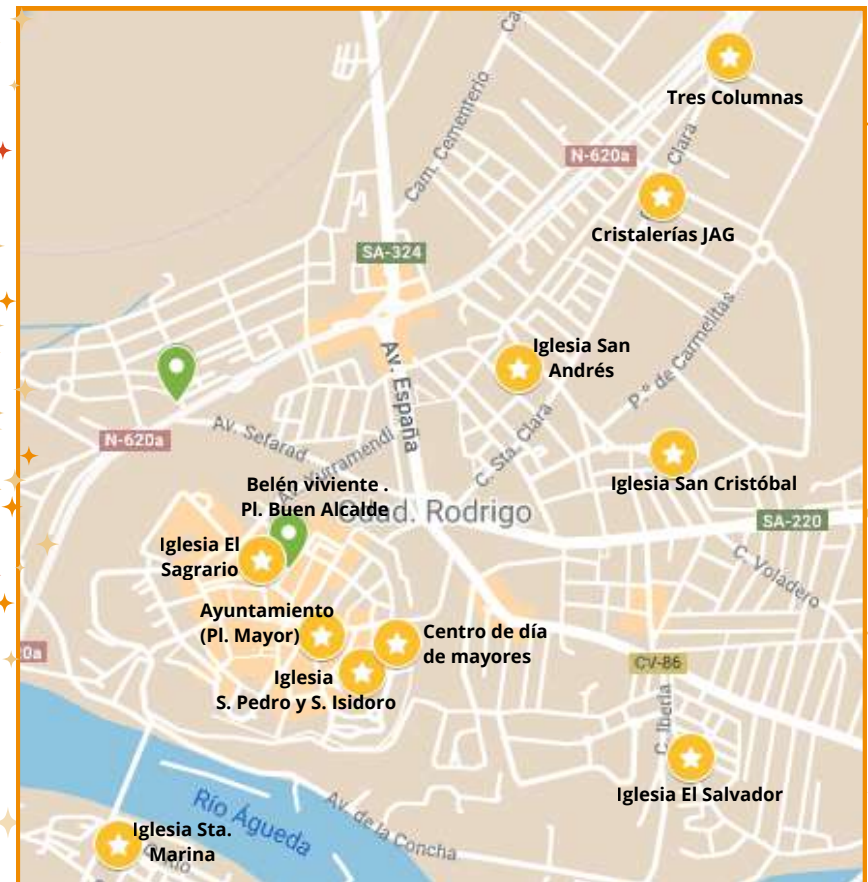 Ca
Tres Columnas
Cam. Cementerio
N-620a
Clara
Cristalerías JAG
SA-324
Iglesia San
Andrés
Av. España
P.º de Carmelitas
N-620a
Av. Sefarad
C. Sta. Clara
Belén viviente .
Pl. Buen Alcalde
Iglesia San Cristóbal
Rodrigo
SA-220
Iglesia El
Sagrario
C. Voladero
Ayuntamiento
(Pl. Mayor)
Centro de día
de mayores
0a
CV-86
Iglesia
S. Pedro y S. Isidoro
C. Iberia
Iglesia El Salvador
Río Águeda
Av. de la Concha
Iglesia Sta.
Marina